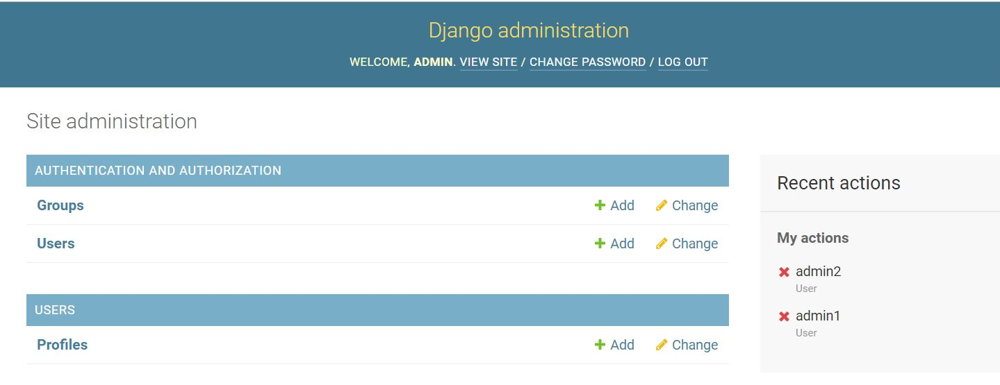 Django administration
WELCOME, ADMIN. VIEW SITE / CHANGE PASSWORD / LOG OUT
Site administration
AUTHENTICATION AND AUTHORIZATION
Groups Add Change
Users Add Change
USERS
Profiles Add Change
Recent actions
My actions
admin2
User
admin1
User